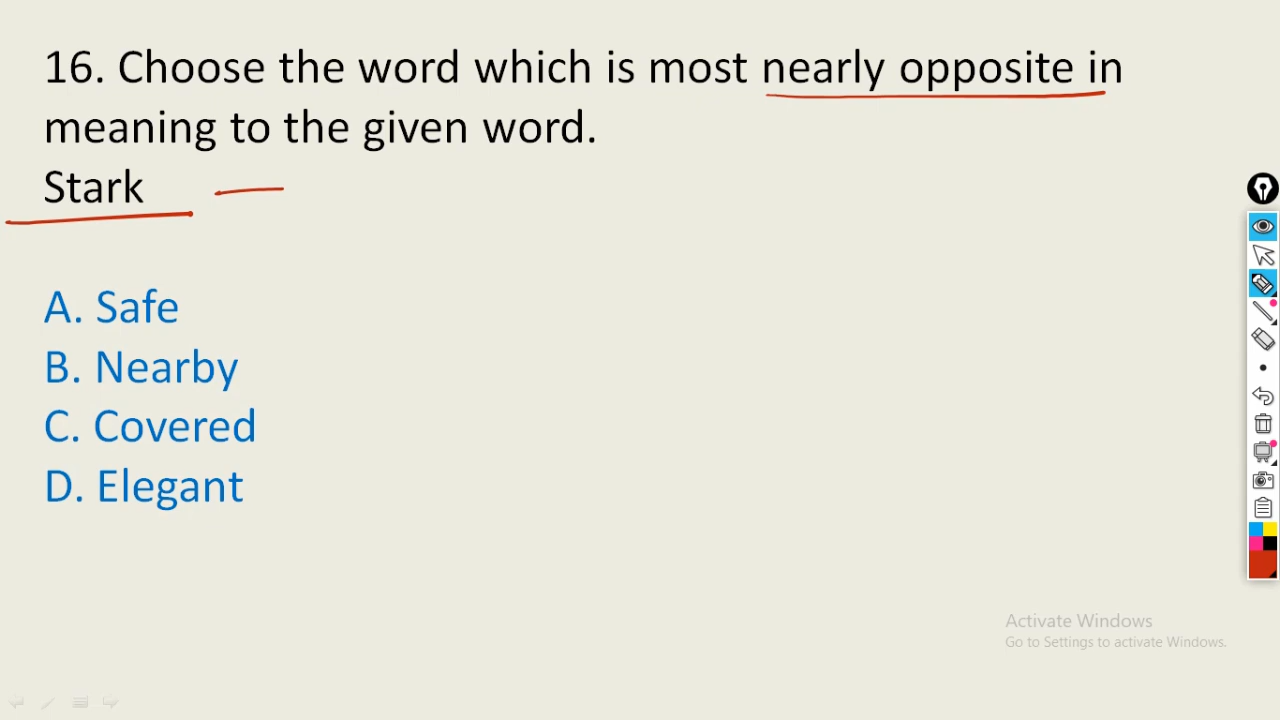 16. Choose the word which is most nearly opposite in
meaning to the given word.
Stark
A. Safe
B. Nearby
C. Covered
D. Elegant
Activate Windows
Go to Settings to activate Windows.